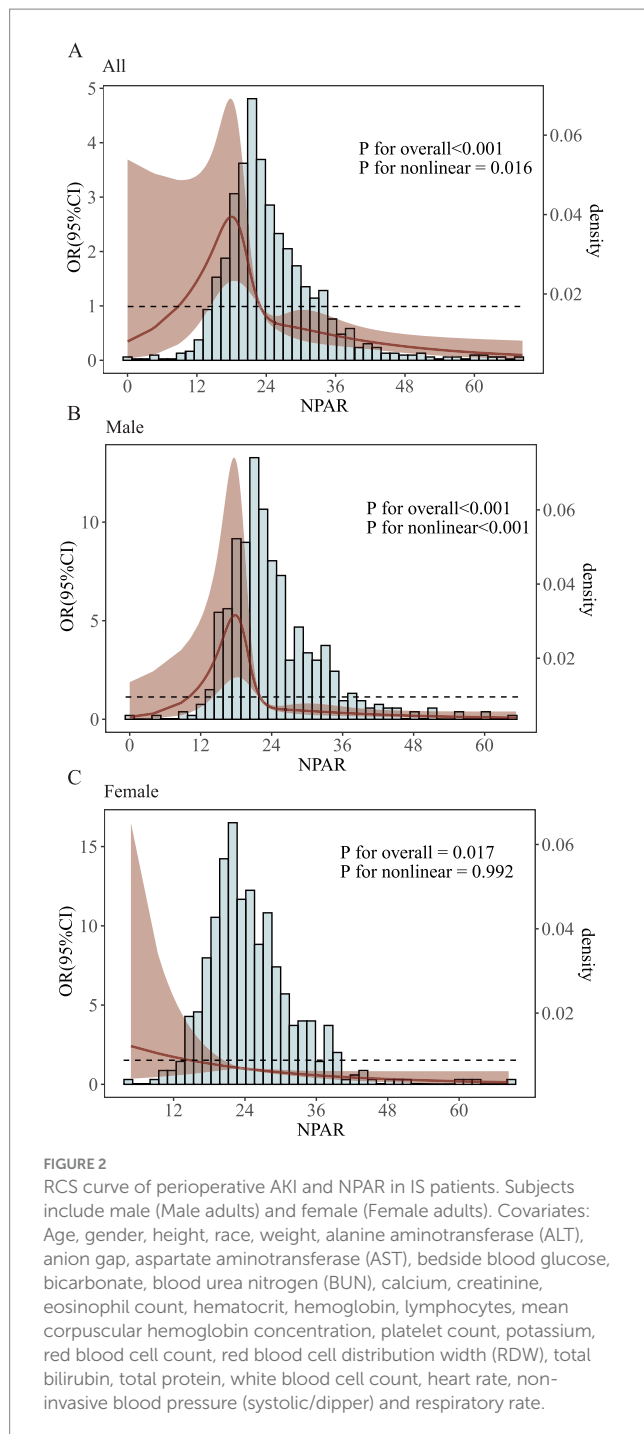 A
All
5
4
3
2
1
0
OR(95%CI)
P for overall<0.001
P for nonlinear = 0.016
0.06
0.04
0.02
density
0 12 24 36 48 60
NPAR
B
Male
10
5
0
OR(95%CI)
P for overall<0.001
P for nonlinear<0.001
0.06
0.04
0.02
density
0 12 24 36 48 60
NPAR
C
Female
15
10
5
0
OR(95%CI)
P for overall = 0.017
P for nonlinear = 0.992
0.06
0.04
0.02
density
12 24 36 48 60
NPAR
FIGURE 2
RCS curve of perioperative AKI and NPAR in IS patients. Subjects
include male (Male adults) and female (Female adults). Covariates:
Age, gender, height, race, weight, alanine aminotransferase (ALT),
anion gap, aspartate aminotransferase (AST), bedside blood glucose,
bicarbonate, blood urea nitrogen (BUN), calcium, creatinine,
eosinophil count, hematocrit, hemoglobin, lymphocytes, mean
corpuscular hemoglobin concentration, platelet count, potassium,
red blood cell count, red blood cell distribution width (RDW), total
bilirubin, total protein, white blood cell count, heart rate, non-
invasive blood pressure (systolic/dipper) and respiratory rate.